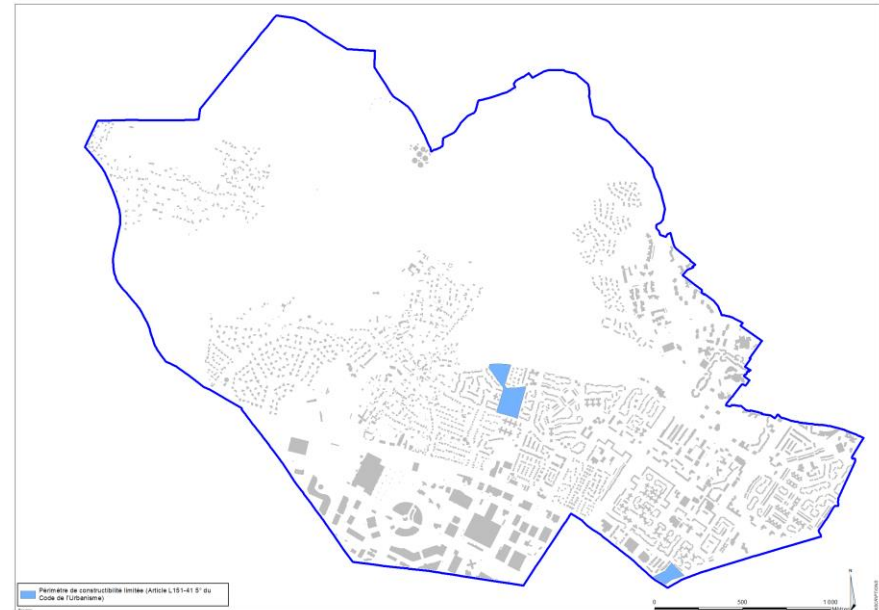 Périmètre de constructibilité limitée (Article L151-41 5° du
Code de l'Urbanisme)
N
0 500 1 000